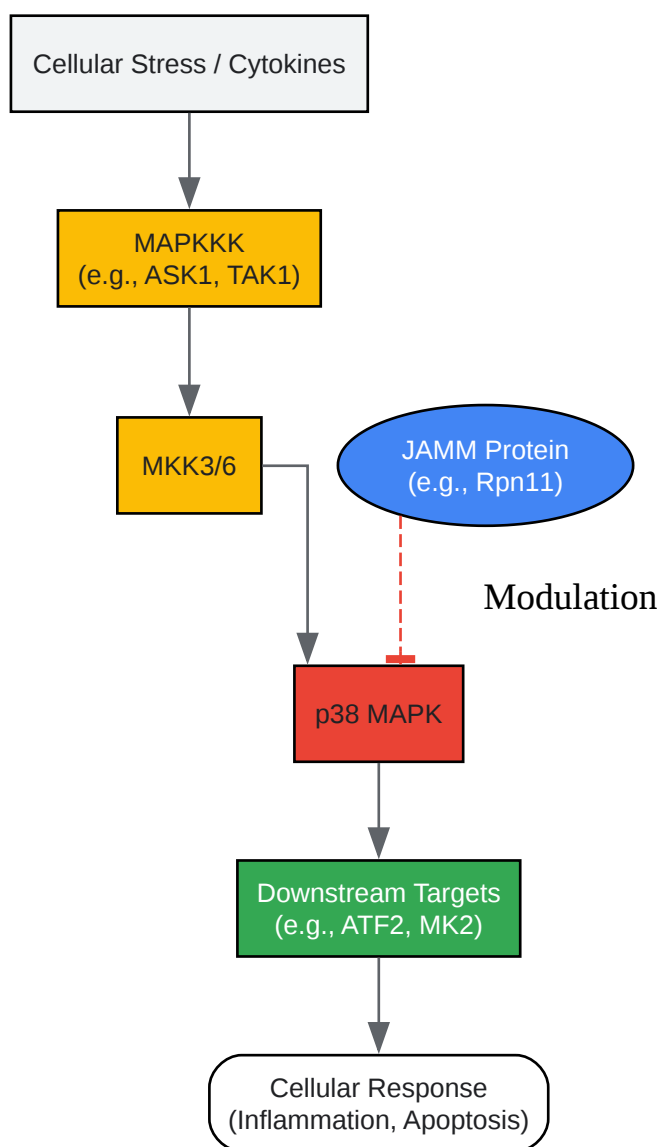 Cellular Stress / Cytokines
MAPKKK
(e.g., ASK1, TAK1)
MKK3/6
JAMM Protein
(e.g., Rpn11)
Modulation
p38 MAPK
Downstream Targets
(e.g., ATF2, MK2)
Cellular Response
(Inflammation, Apoptosis)